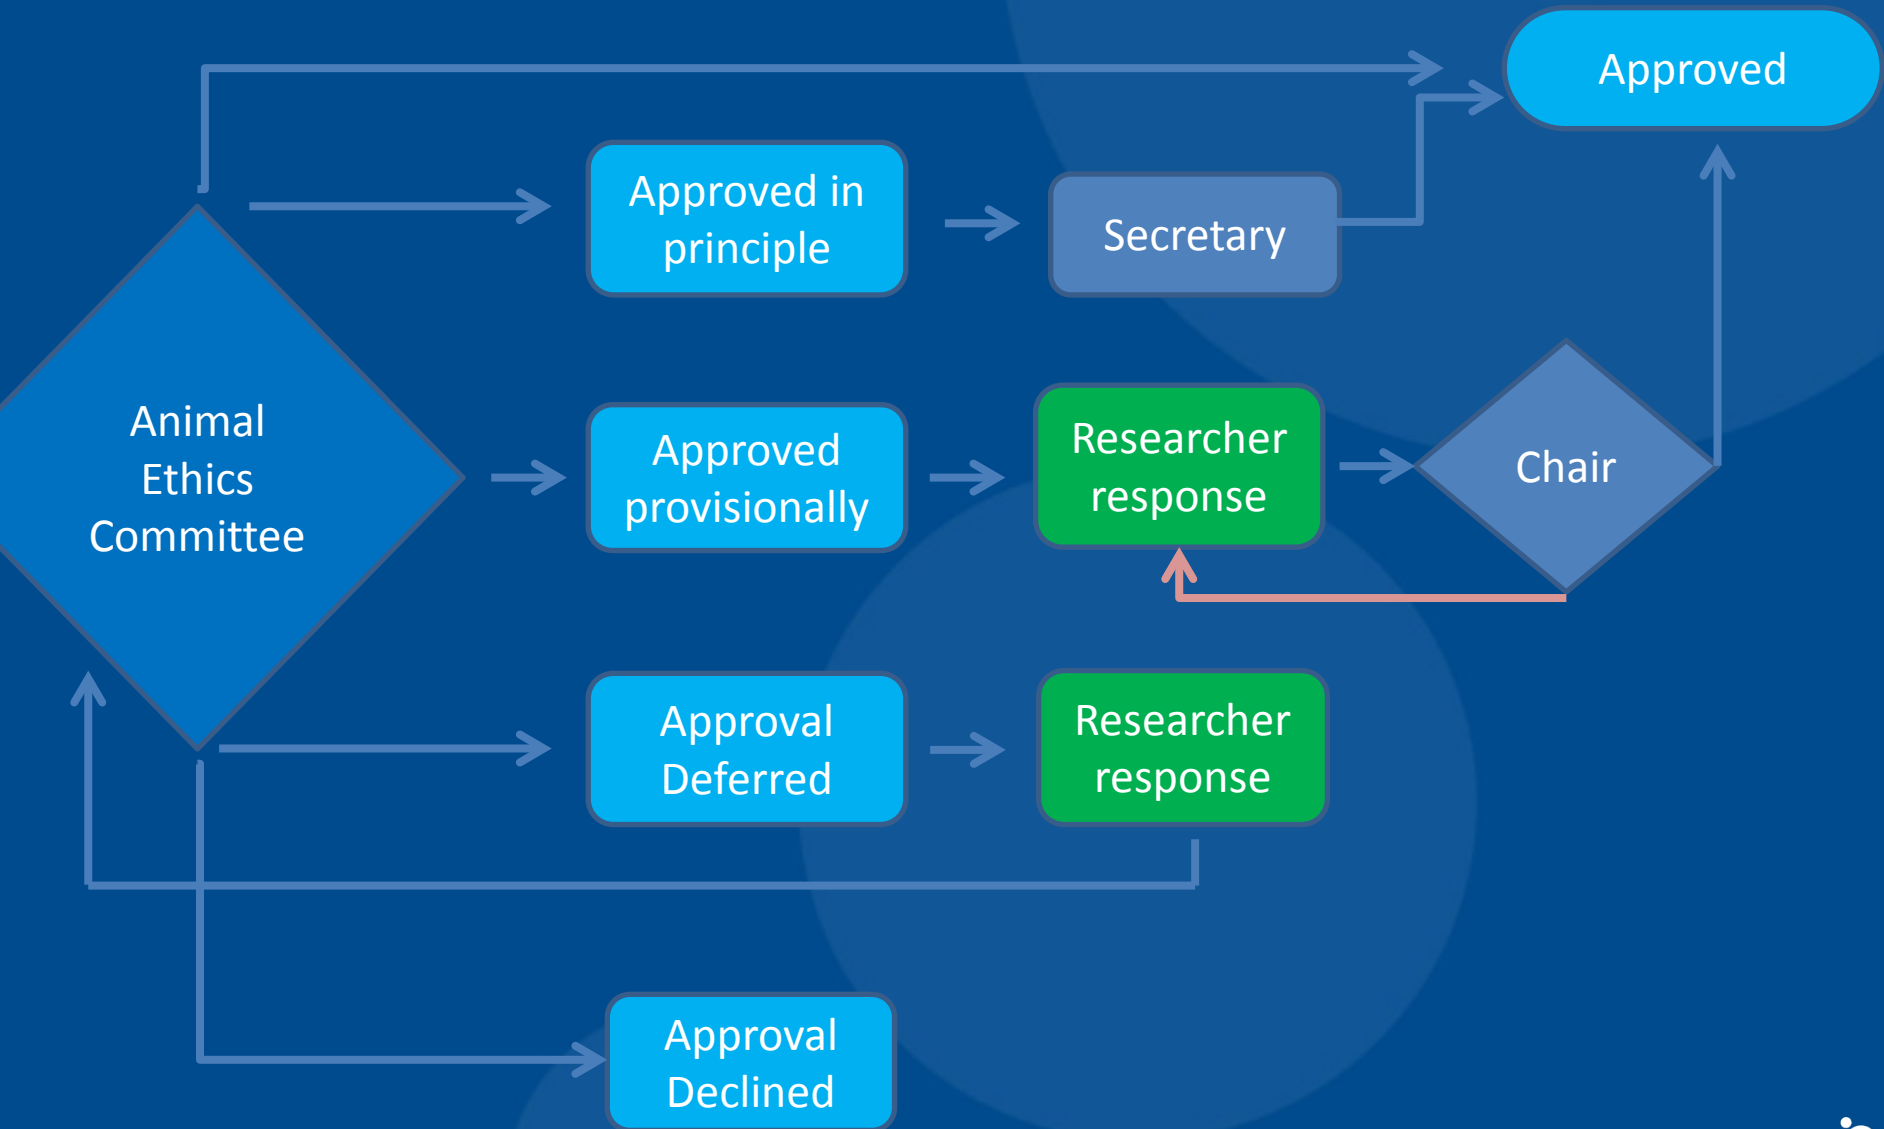 Approved
Approved in
principle
Secretary
Animal
Ethics
Committee
Approved
provisionally
Researcher
response
Chair
Approval
Deferred
Researcher
response
Approval
Declined